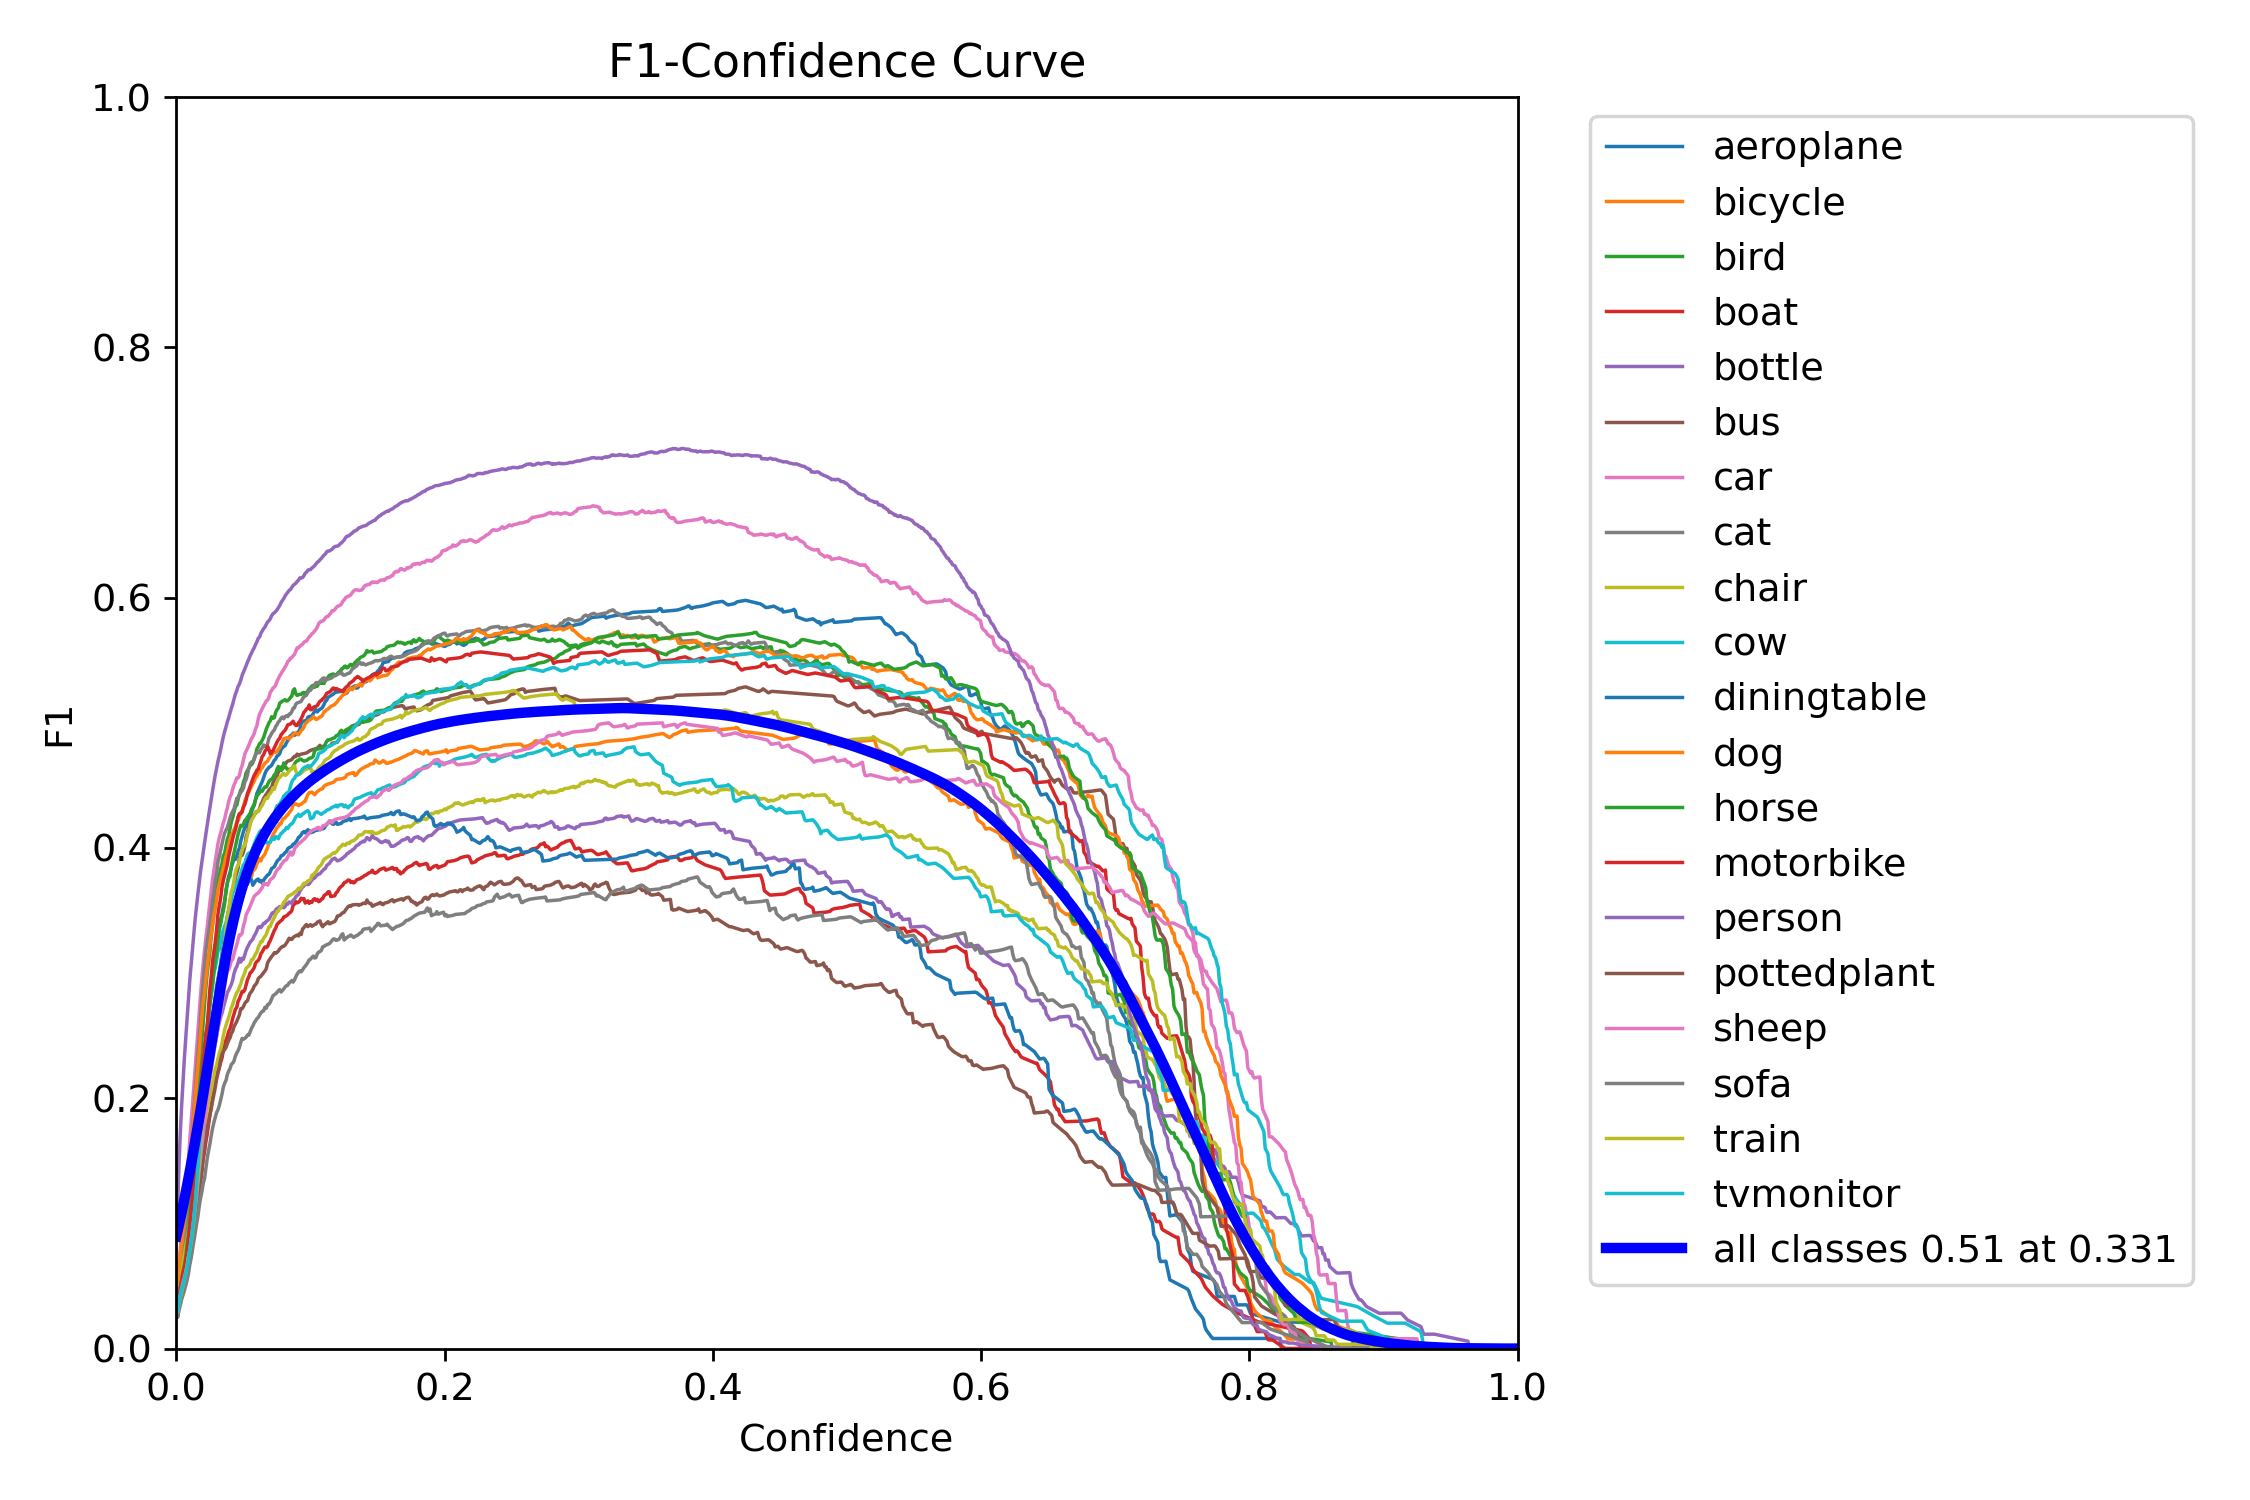 F1-Confidence Curve
1.0
0.8
0.6
0.4
0.2
0.0
F1
0.0 0.2 0.4 0.6 0.8 1.0
Confidence
aeroplane
bicycle
bird
boat
bottle
bus
car
cat
chair
cow
diningtable
dog
horse
motorbike
person
pottedplant
sheep
sofa
train
tvmonitor
all classes 0.51 at 0.331